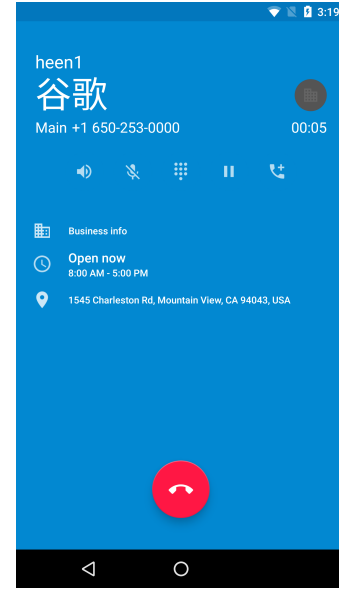 3:19
heen1
谷歌
Main +1 650-253-0000
00:05
Business info
Open now
8:00 AM - 5:00 PM
1545 Charleston Rd, Mountain View, CA 94043, USA